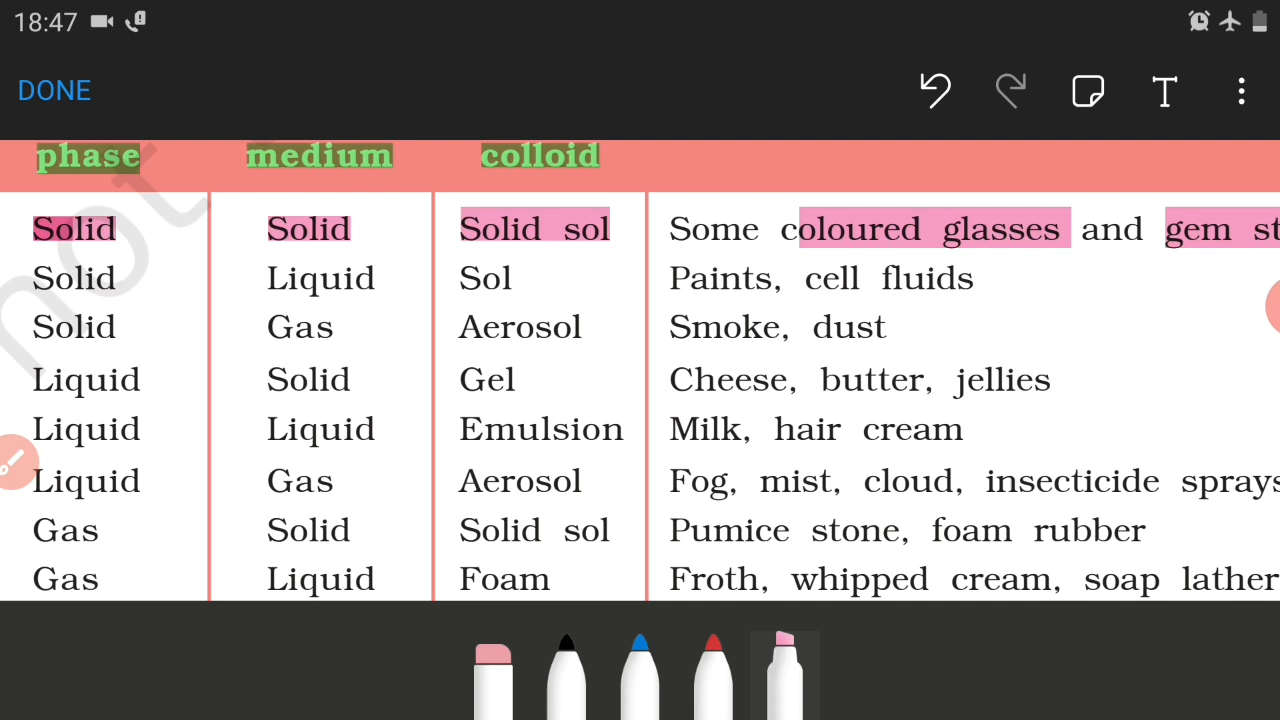 18:47
DONE
T
phase medium colloid
Solid Solid Solid sol Some coloured glasses and gem st
Solid Liquid Sol Paints, cell fluids
Solid Gas Aerosol Smoke, dust
Liquid Solid Gel Cheese, butter, jellies
Liquid Liquid Emulsion Milk, hair cream
Liquid Gas Aerosol Fog, mist, cloud, insecticide sprays
Gas Solid Solid sol Pumice stone, foam rubber
Gas Liquid Foam Froth, whipped cream, soap lather
not